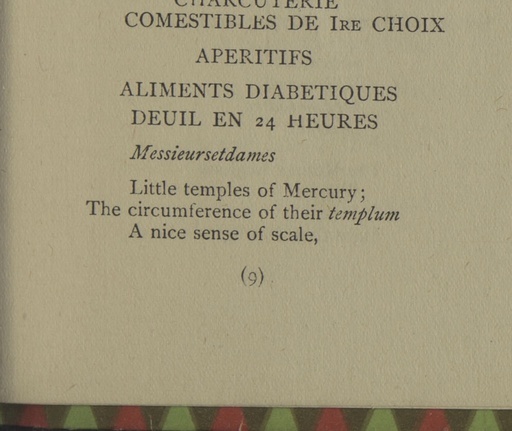 CHARCUTERIE
COMESTIBLES DE IRE CHOIX
APERITIFS
ALIMENTS DIABETIQUES
DEUIL EN 24 HEURES
Messieursetdames
Little temples of Mercury;
The circumference of their templum
A nice sense of scale,
(9)